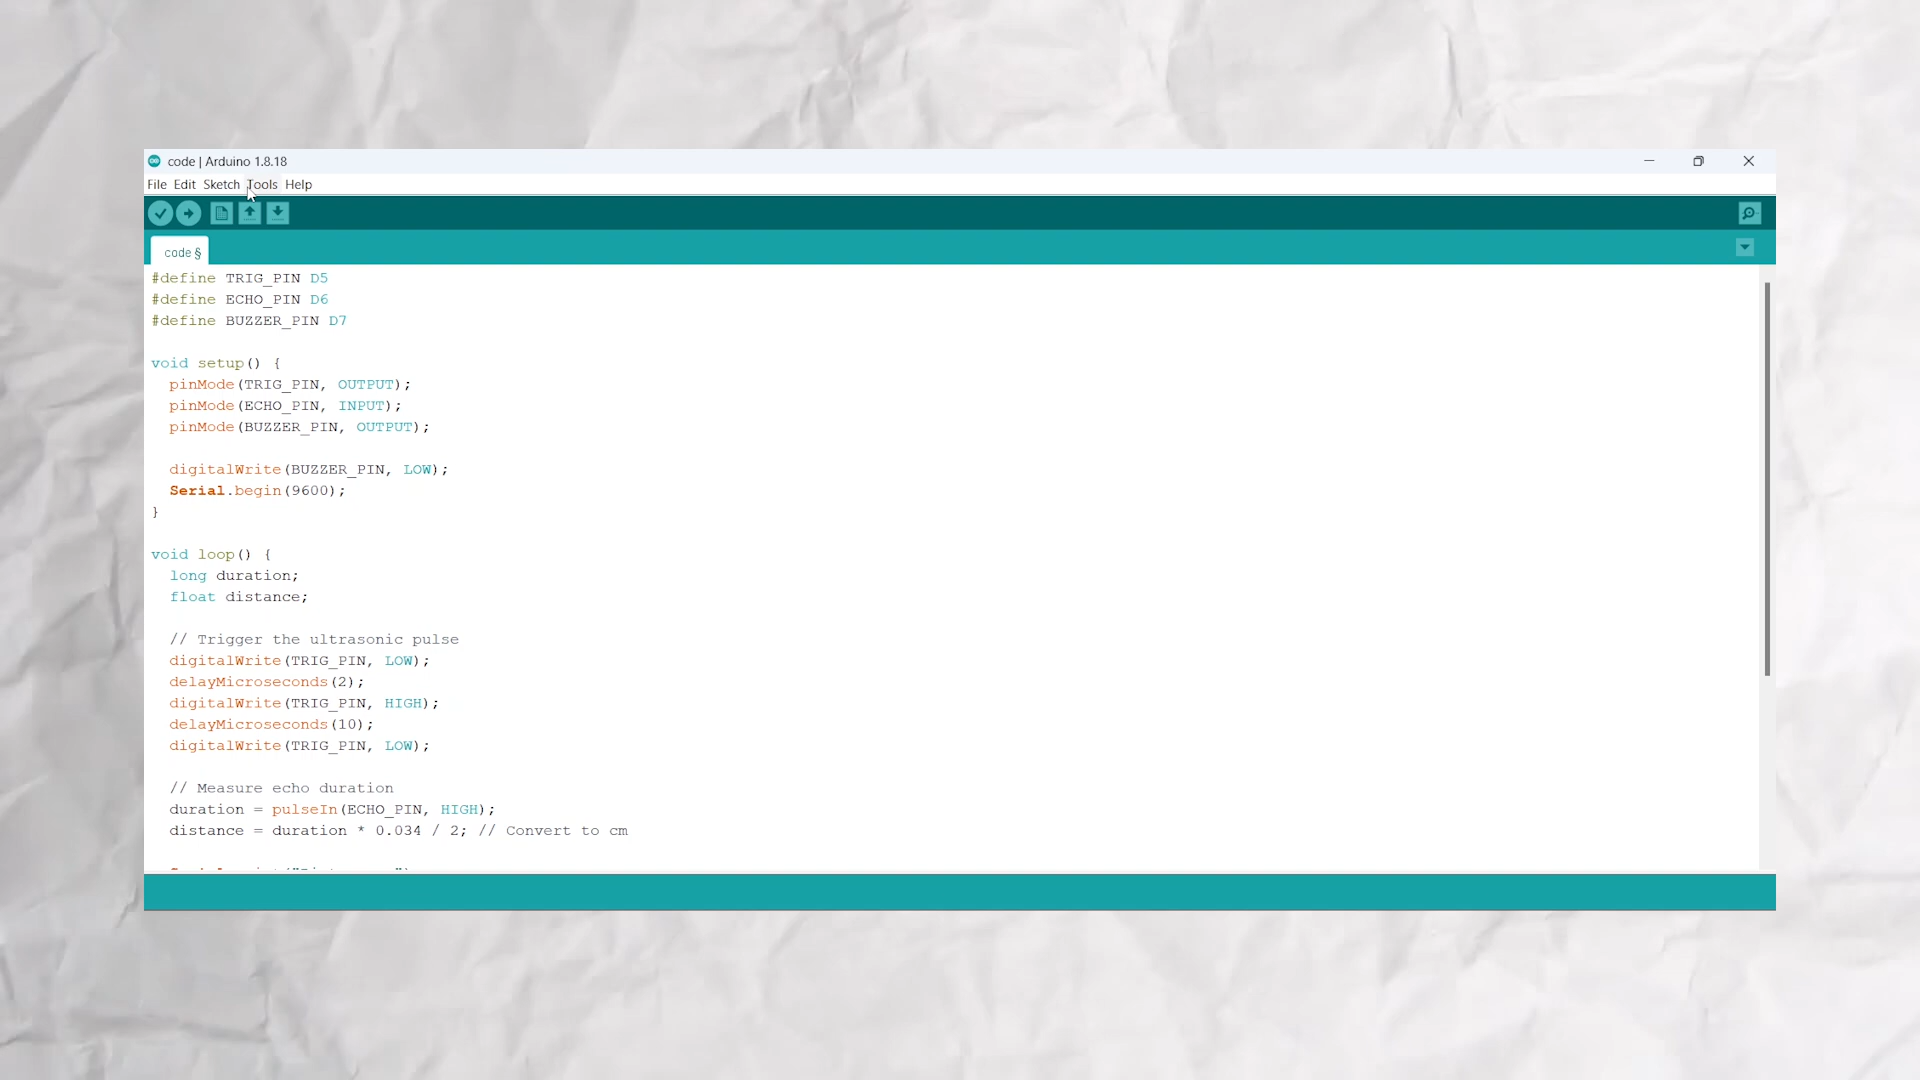 code | Arduino 1.8.18
File Edit Sketch Tools Help
code §
#define TRIG_PIN D5
#define ECHO_PIN D6
#define BUZZER_PIN D7
void setup() {
  pinMode(TRIG_PIN, OUTPUT);
  pinMode(ECHO_PIN, INPUT);
  pinMode(BUZZER_PIN, OUTPUT);
  digitalWrite(BUZZER_PIN, LOW);
  Serial.begin(9600);
}
void loop() {
  long duration;
  float distance;
  // Trigger the ultrasonic pulse
  digitalWrite(TRIG_PIN, LOW);
  delayMicroseconds(2);
  digitalWrite(TRIG_PIN, HIGH);
  delayMicroseconds(10);
  digitalWrite(TRIG_PIN, LOW);
  // Measure echo duration
  duration = pulseIn(ECHO_PIN, HIGH);
  distance = duration * 0.034 / 2; // Convert to cm